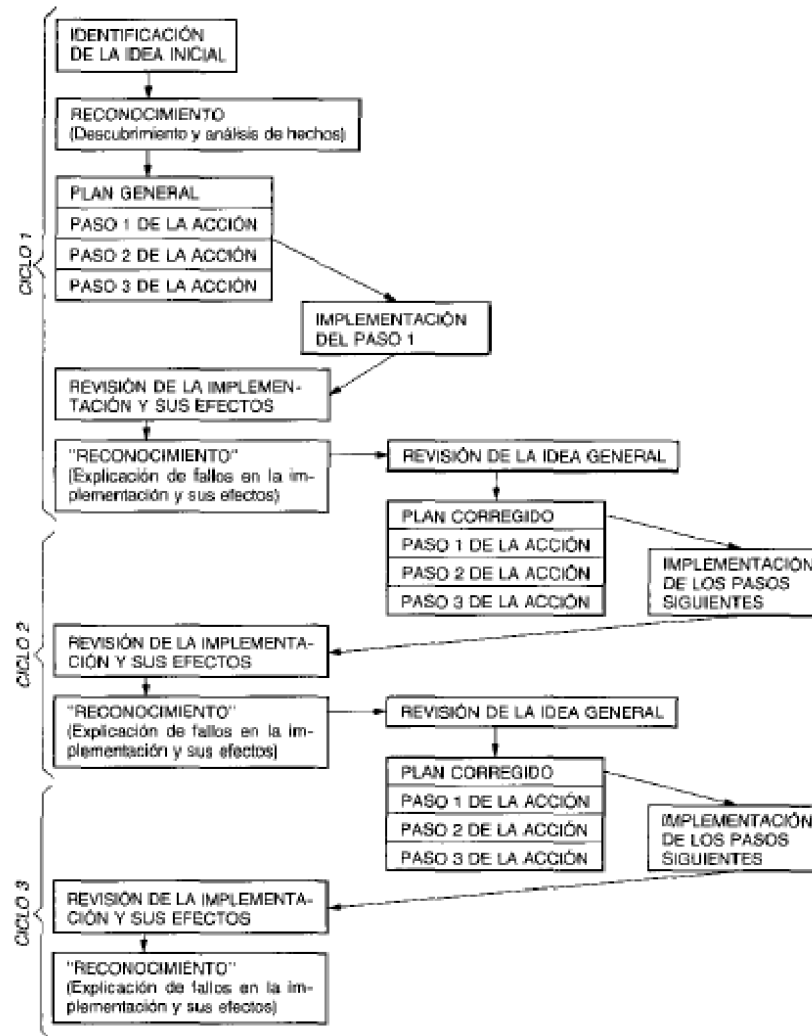 IDENTIFICACIÓN
DE LA IDEA INICIAL
RECONOCIMIENTO
(Descubrimiento y análisis de hechos)
PLAN GENERAL
PASO 1 DE LA ACCIÓN
PASO 2 DE LA ACCIÓN
PASO 3 DE LA ACCIÓN
CICLO 1
IMPLEMENTACIÓN
DEL PASO 1
REVISIÓN DE LA IMPLEMEN-
TACIÓN Y SUS EFECTOS
"RECONOCIMIENTO"
(Explicación de fallos en la im-
plementación y sus efectos)
REVISIÓN DE LA IDEA GENERAL
PLAN CORREGIDO
PASO 1 DE LA ACCIÓN
PASO 2 DE LA ACCIÓN
PASO 3 DE LA ACCIÓN
IMPLEMENTACIÓN
DE LOS PASOS
SIGUIENTES
CICLO 2
REVISIÓN DE LA IMPLEMENTA-
CIÓN Y SUS EFECTOS
"RECONOCIMIENTO"
(Explicación de fallos en la im-
plementación y sus efectos)
REVISIÓN DE LA IDEA GENERAL
PLAN CORREGIDO
PASO 1 DE LA ACCIÓN
PASO 2 DE LA ACCIÓN
PASO 3 DE LA ACCIÓN
IMPLEMENTACIÓN
DE LOS PASOS
SIGUIENTES
CICLO 3
REVISIÓN DE LA IMPLEMENTA-
CIÓN Y SUS EFECTOS
"RECONOCIMIENTO"
(Explicación de fallos en la im-
plementación y sus efectos)